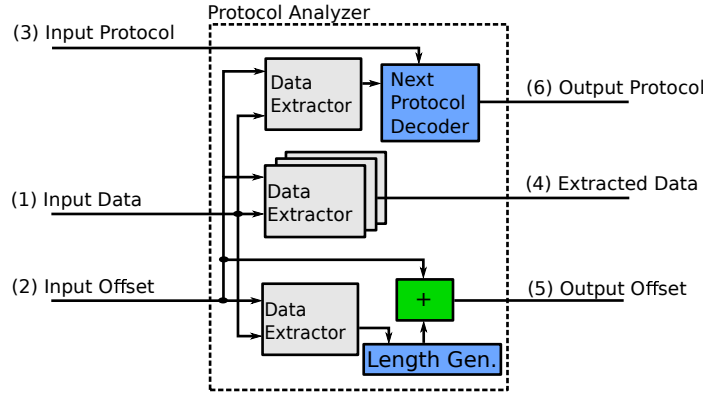 Protocol Analyzer
(3) Input Protocol
Data
Extractor
Next
Protocol
Decoder
(6) Output Protocol
Data
Extractor
(1) Input Data
(4) Extracted Data
(2) Input Offset
Data
Extractor
+
(5) Output Offset
Length Gen.